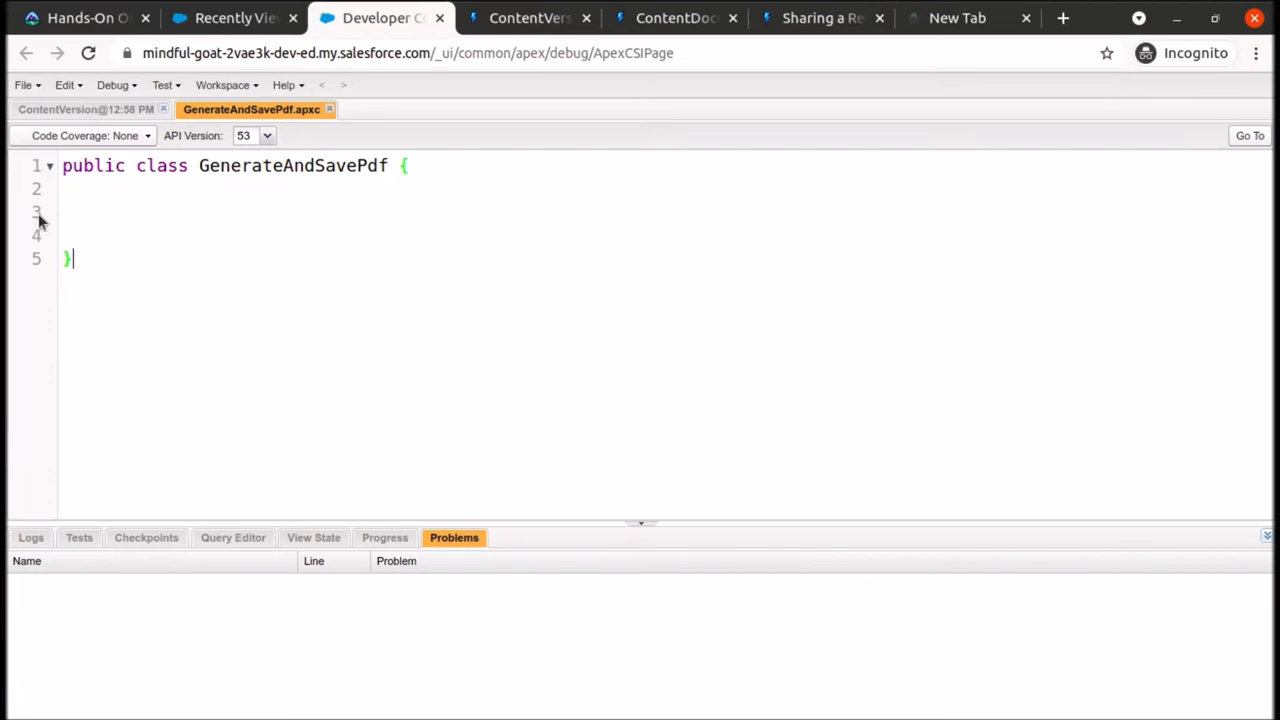 Hands-On O
Recently Vie
Developer C
ContentVers
ContentDoc
Sharing a Re
New Tab
mindful-goat-2vae3k-dev-ed.my.salesforce.com/_ui/common/apex/debug/ApexCSIPage
Incognito
File Edit Debug Test Workspace Help < >
ContentVersion@12:58 PM
GenerateAndSavePdf.apxc
Code Coverage: None API Version: 53 Go To
1 public class GenerateAndSavePdf {
2
3
4
5 }
Logs Tests Checkpoints Query Editor View State Progress Problems
Name Line Problem